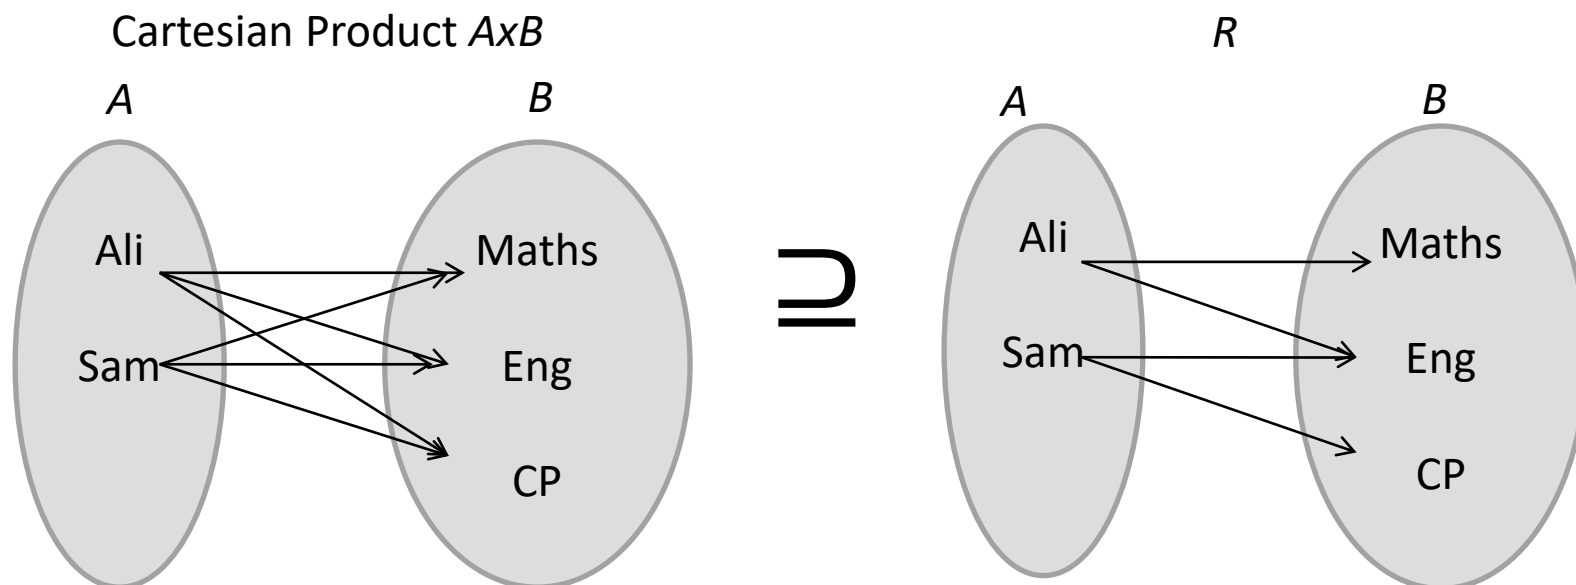 Cartesian Product AxB
A
B
Ali
Maths
Sam
Eng
CP
⊇
R
A
B
Ali
Maths
Sam
Eng
CP